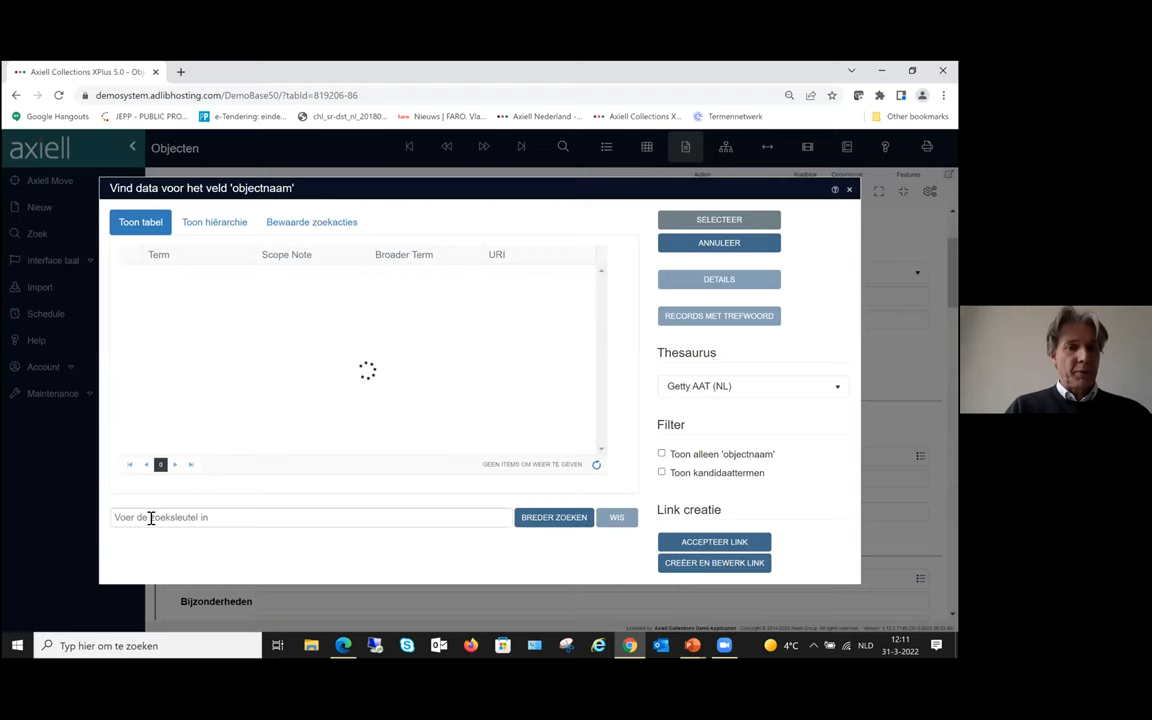 Axiell Collections XPlus 5.0 - Obj
demosystem.adlibhosting.com/DemoBase50/?tabId=819206-86
Google Hangouts
JEPP - PUBLIC PRO...
e-Tendering: einde...
chl_sr-dst_nl_20180...
Nieuws | FARO. Vla...
Axiell Nederland -...
Axiell Collections X...
Termennetwerk
Other bookmarks
axiell
Objecten
Axiell Move
Nieuw
Zoek
Interface taal
Import
Schedule
Help
Account
Maintenance
Vind data voor het veld 'objectnaam'
Toon tabel
Toon hiërarchie
Bewaarde zoekacties
Term
Scope Note
Broader Term
URI
0
GEEN ITEMS OM WEER TE GEVEN
Voer de zoeksleutel in
BREDER ZOEKEN
WIS
SELECTEER
ANNULEER
DETAILS
RECORDS MET TREFWOORD
Thesaurus
Getty AAT (NL)
Filter
Toon alleen 'objectnaam'
Toon kandidaattermen
Link creatie
ACCEPTEER LINK
CREËER EN BEWERK LINK
Features
Bijzonderheden
Typ hier om te zoeken
4°C
NLD
12:11
31-3-2022